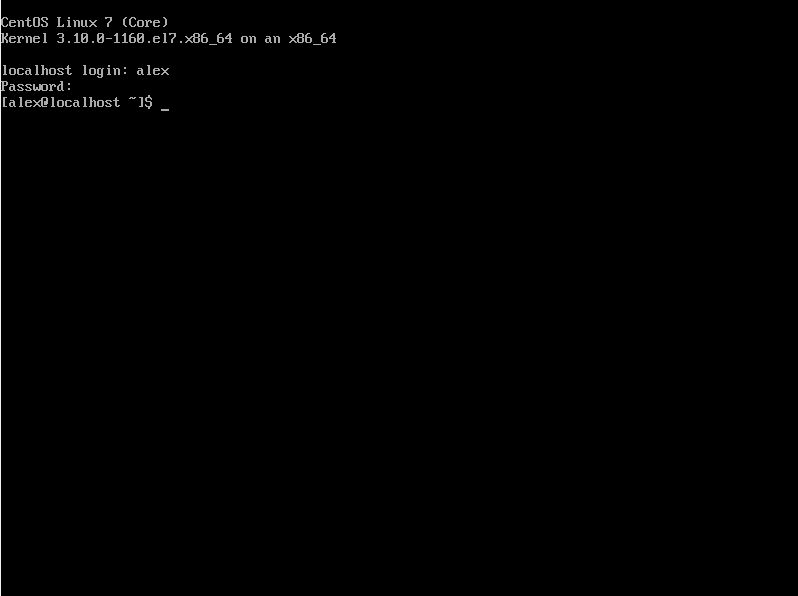 CentOS Linux 7 (Core)
Kernel 3.10.0-1160.el7.x86_64 on an x86_64
localhost login: alex
Password:
[alex@localhost ~]$ _